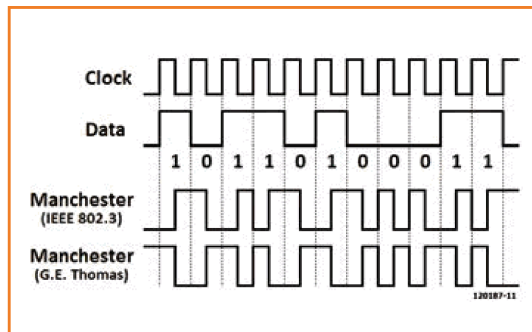 Clock
Data
1 0 1 1 0 1 0 0 0 1 1
Manchester
(IEEE 802.3)
Manchester
(G.E. Thomas)
120187-11